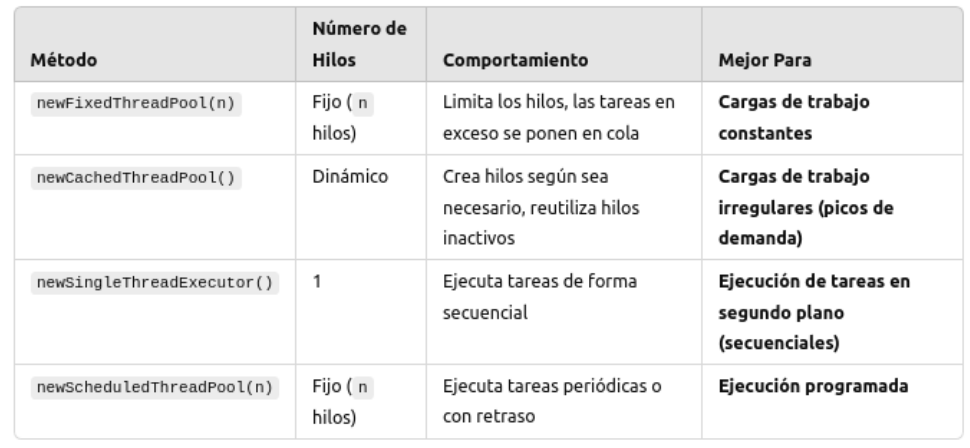 Método
Número de
Hilos
Comportamiento
Mejor Para
newFixedThreadPool(n)
Fijo ( n
hilos)
Limita los hilos, las tareas en
exceso se ponen en cola
Cargas de trabajo
constantes
newCachedThreadPool()
Dinámico
Crea hilos según sea
necesario, reutiliza hilos
inactivos
Cargas de trabajo
irregulares (picos de
demanda)
newSingleThreadExecutor()
1
Ejecuta tareas de forma
secuencial
Ejecución de tareas en
segundo plano
(secuenciales)
newScheduledThreadPool(n)
Fijo ( n
hilos)
Ejecuta tareas periódicas o
con retraso
Ejecución programada